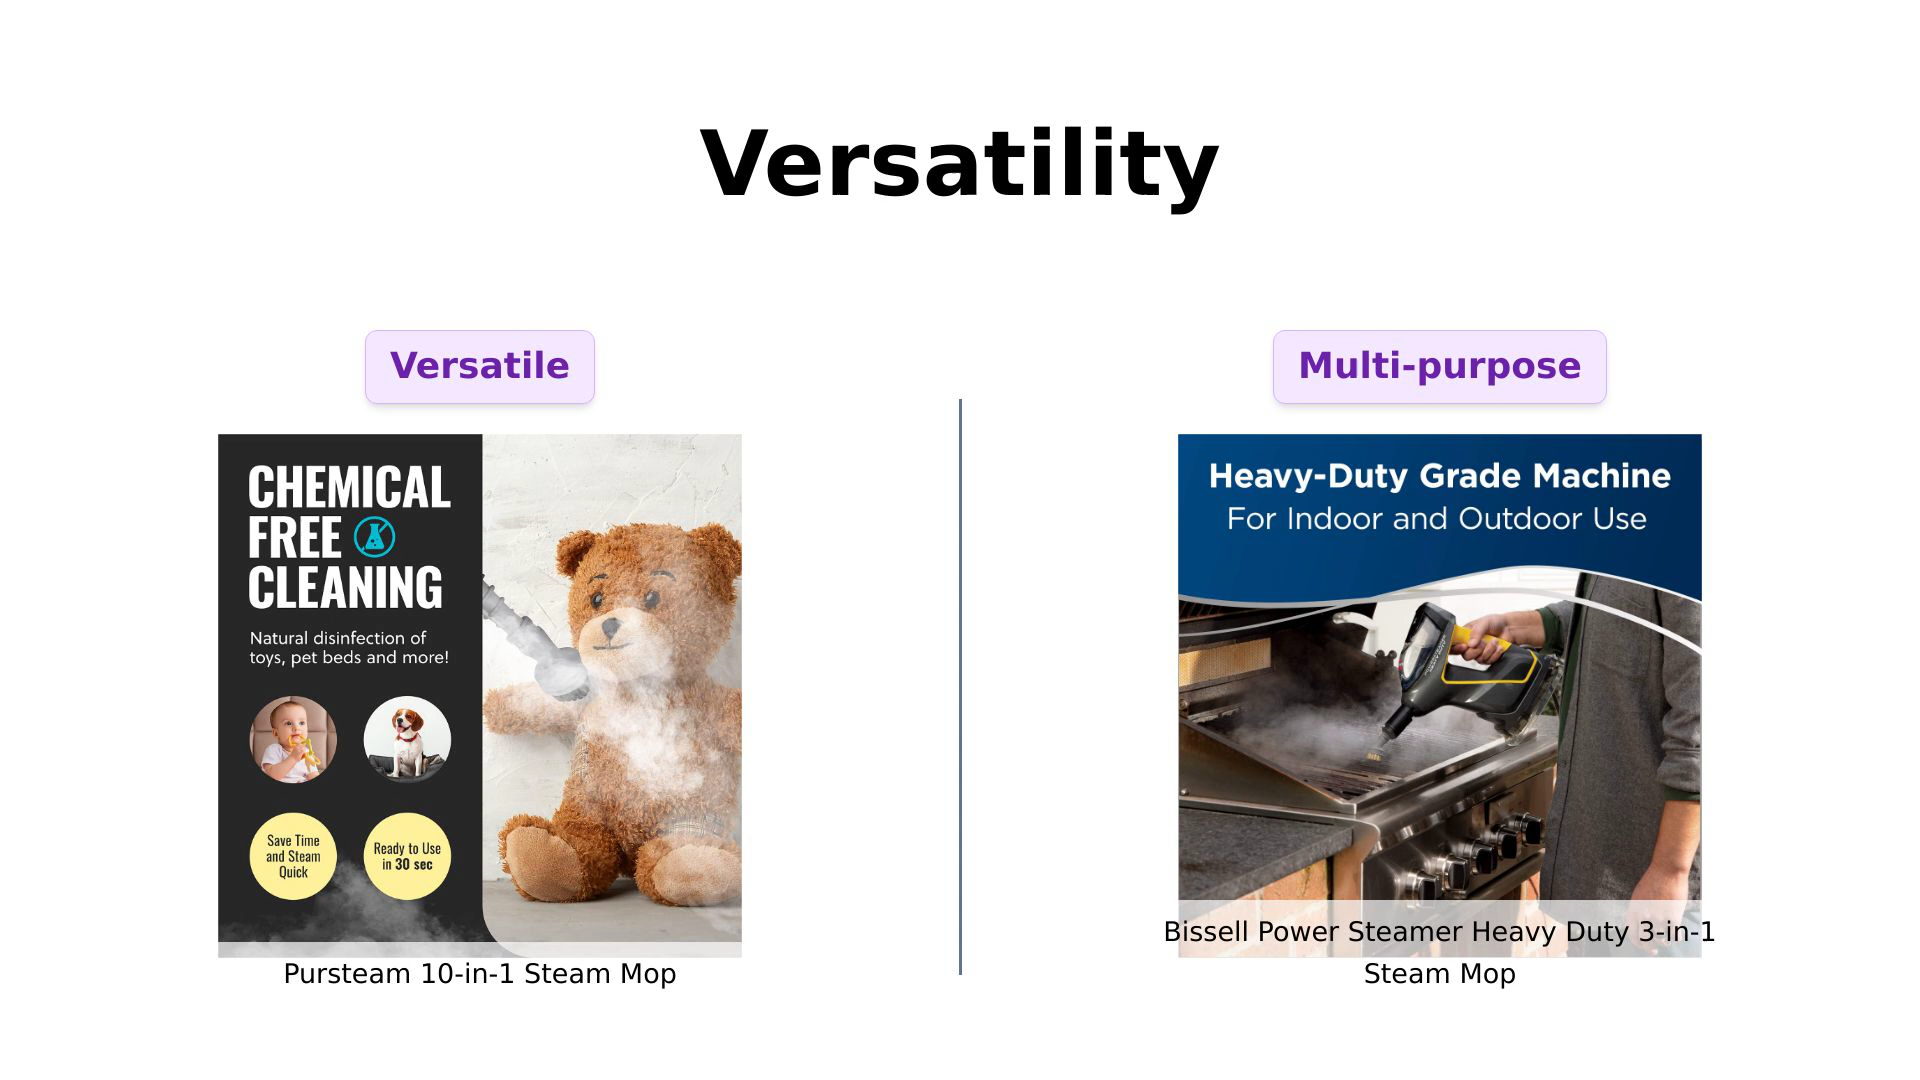 Versatility
Versatile
CHEMICAL
FREE
CLEANING
Natural disinfection of
toys, pet beds and more!
Save Time
and Steam
Quick
Ready to Use
in 30 sec
Pursteam 10-in-1 Steam Mop
Multi-purpose
Heavy-Duty Grade Machine
For Indoor and Outdoor Use
Bissell Power Steamer Heavy Duty 3-in-1
Steam Mop